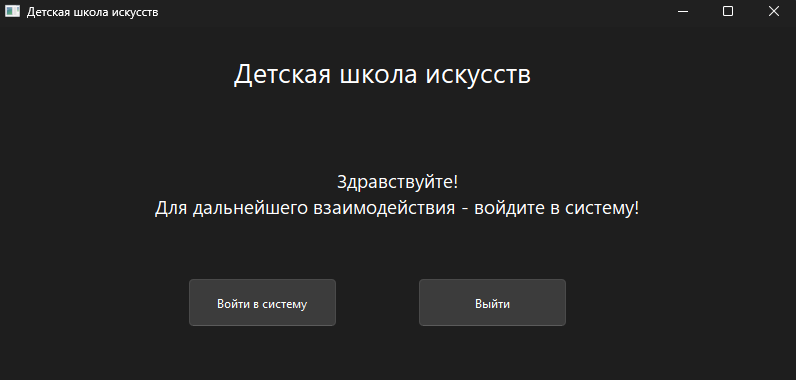 Детская школа искусств
Детская школа искусств
Здравствуйте!
Для дальнейшего взаимодействия - войдите в систему!
Войти в систему
Выйти